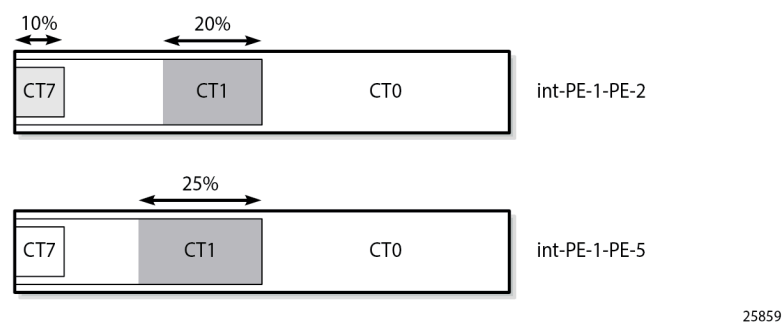 10% 20%
CT7 CT1 CT0 int-PE-1-PE-2
25%
CT7 CT1 CT0 int-PE-1-PE-5
25859